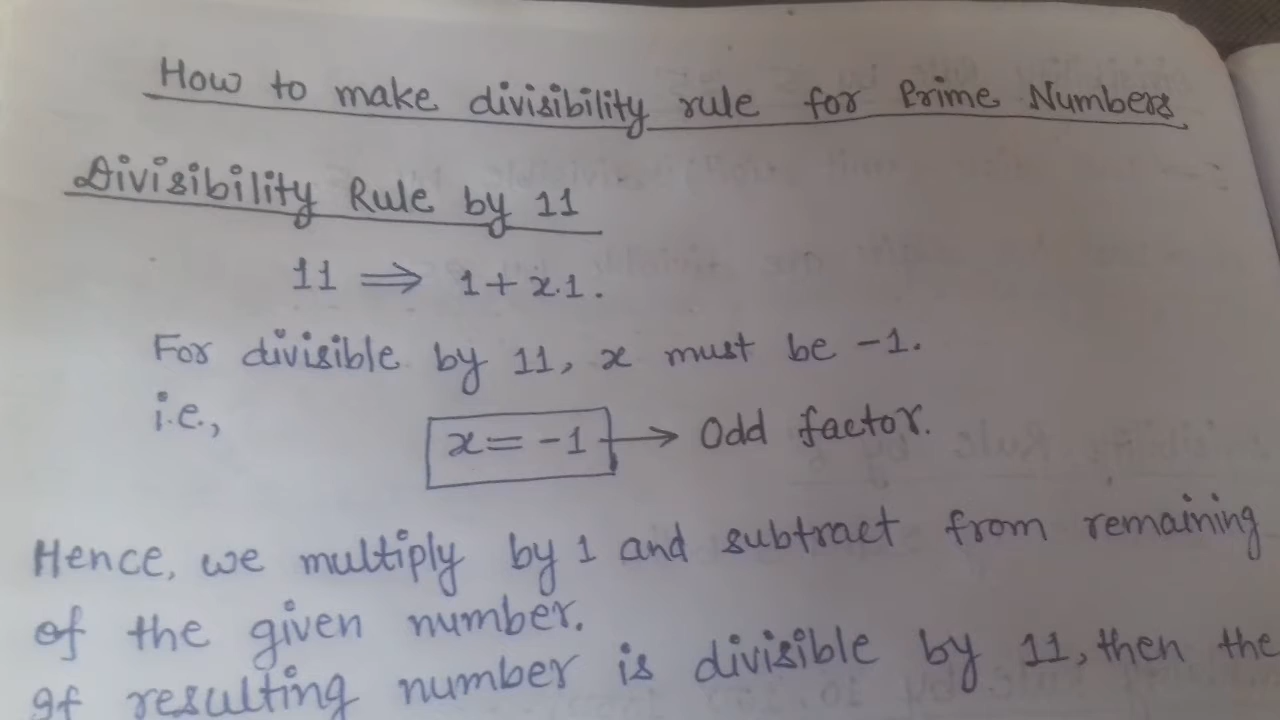 How to make divisibility rule for Prime Numbers
Divisibility Rule by 11
11 ⟹ 1+x.1.
For divisible by 11, x must be -1.
i.e.,
x = -1 → Odd factor.
Hence, we multiply by 1 and subtract from remaining
of the given number.
If resulting number is divisible by 11, then the